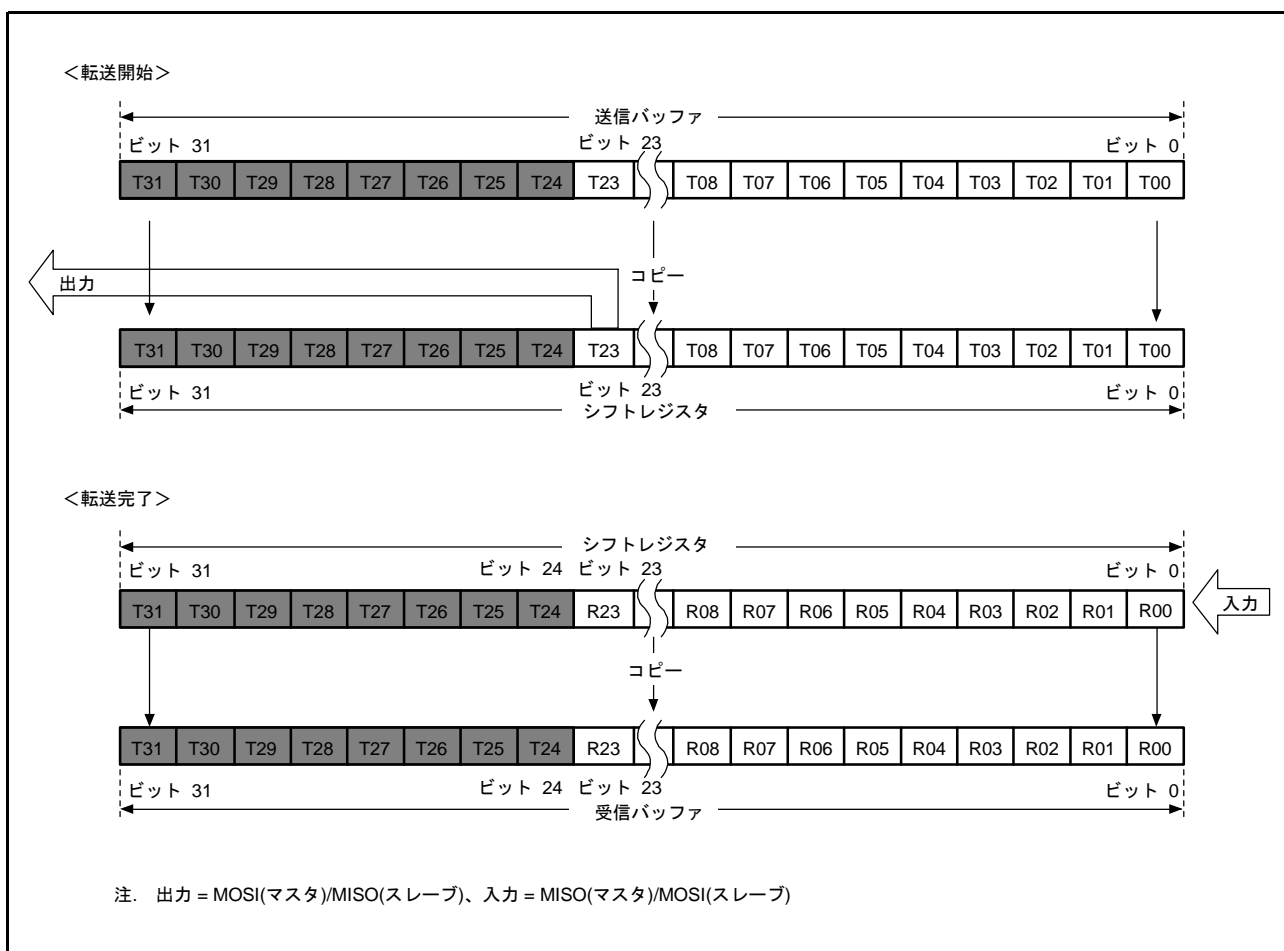 ＜転送開始＞
送信バッファ
ビット 31 ビット 23 ビット 0
T31 T30 T29 T28 T27 T26 T25 T24 T23 T08 T07 T06 T05 T04 T03 T02 T01 T00
コピー
出力
T31 T30 T29 T28 T27 T26 T25 T24 T23 T08 T07 T06 T05 T04 T03 T02 T01 T00
ビット 31 ビット 23 ビット 0
シフトレジスタ
＜転送完了＞
シフトレジスタ
ビット 31 ビット 24 ビット 23 ビット 0
T31 T30 T29 T28 T27 T26 T25 T24 R23 R08 R07 R06 R05 R04 R03 R02 R01 R00
入力
コピー
T31 T30 T29 T28 T27 T26 T25 T24 R23 R08 R07 R06 R05 R04 R03 R02 R01 R00
ビット 31 ビット 24 ビット 23 ビット 0
受信バッファ
注. 出力 = MOSI(マスタ)/MISO(スレーブ)、入力 = MISO(マスタ)/MOSI(スレーブ)